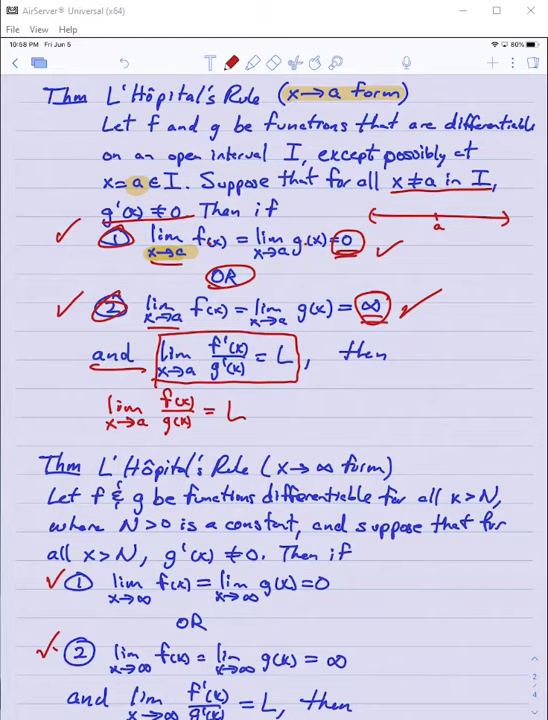 AirServer® Universal (x64)
File View Help
10:58 PM Fri Jun 5 80%
Thm L'Hôpital's Rule (x→a form)
Let f and g be functions that are differentiable
on an open interval I, except possibly at
x=a∈I. Suppose that for all x≠a in I,
g'(x)≠0. Then if
a
① lim x→a f(x) = lim x→a g(x) = 0
OR
② lim x→a f(x) = lim x→a g(x) = ∞
and lim x→a f'(x)/g'(x) = L, then
lim x→a f(x)/g(x) = L
Thm L'Hôpital's Rule (x→∞ form)
Let f & g be functions differentiable for all x>N,
where N>0 is a constant, and suppose that for
all x>N, g'(x)≠0. Then if
① lim x→∞ f(x) = lim x→∞ g(x) = 0
OR
② lim x→∞ f(x) = lim x→∞ g(x) = ∞
2
4
and lim x→∞ f'(x)/g'(x) = L, then